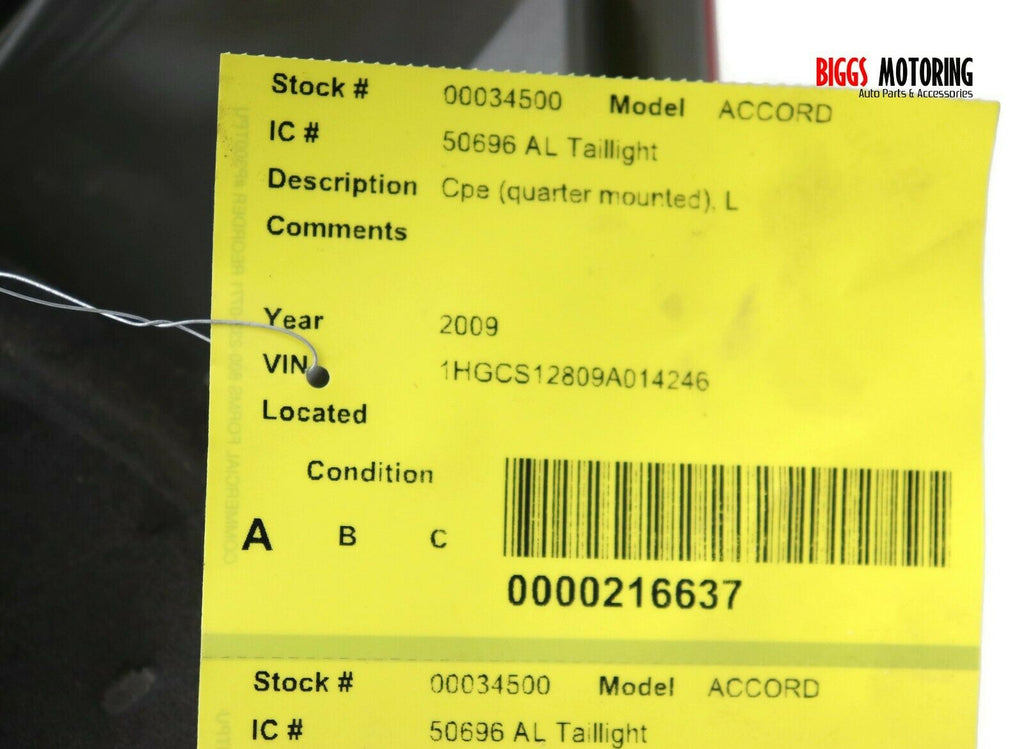 BIGGS MOTORING
Auto Parts & Accessories
Stock # 00034500 Model ACCORD
IC # 50696 AL Taillight
Description Cpe (quarter mounted), L
Comments
Year 2009
VIN 1HGCS12809A014246
Located
Condition
A B C
0000216637
Stock # 00034500 Model ACCORD
IC # 50696 AL Taillight